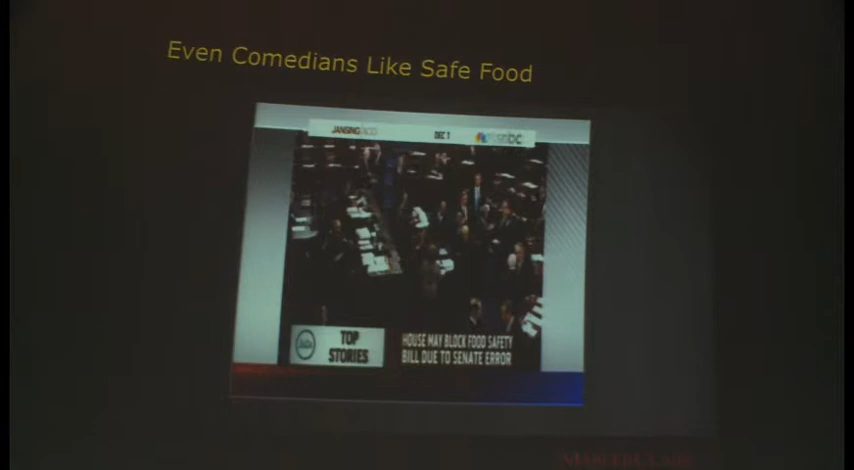 Even Comedians Like Safe Food
JANSING&CO
DEC 1
msnbc
TOP
STORIES
HOUSE MAY BLOCK FOOD SAFETY
BILL DUE TO SENATE ERROR